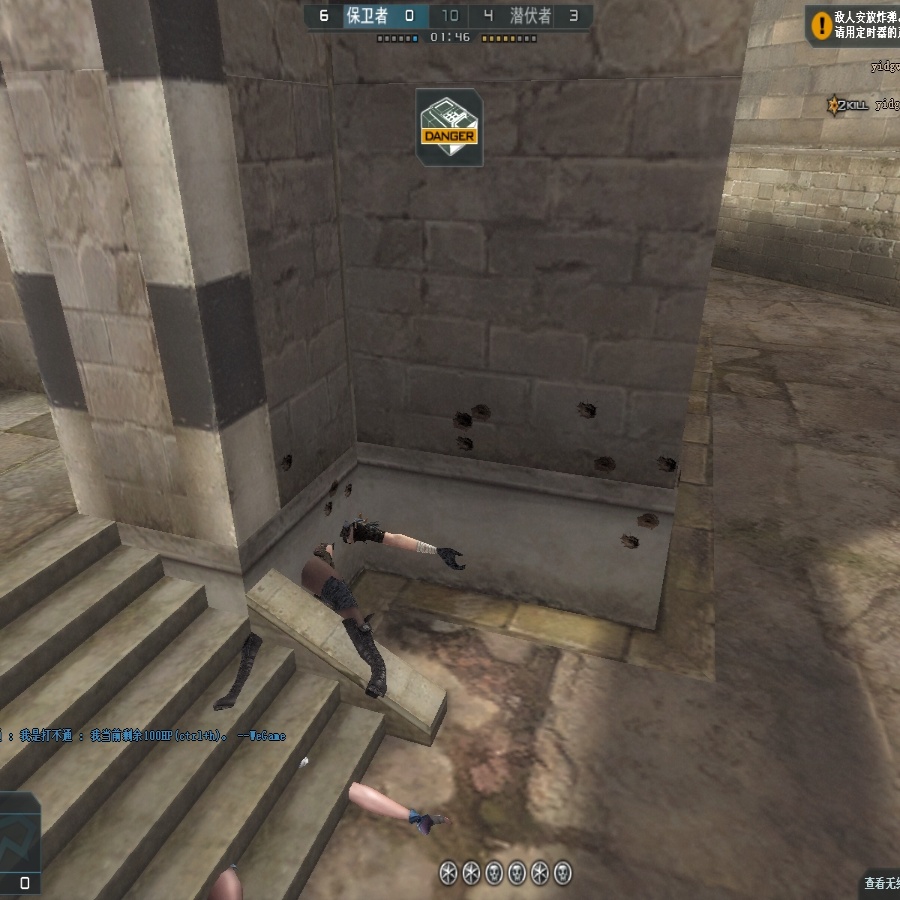 6 保卫者 0 10 4 潜伏者 3
01:46
敌人安放炸弹
请用定时器的
yidgw
DANGER
2KILL yidg
: 我是打不通 : 我当前剩余100HP(ctrl+h)。 --WeGame
0
查看无